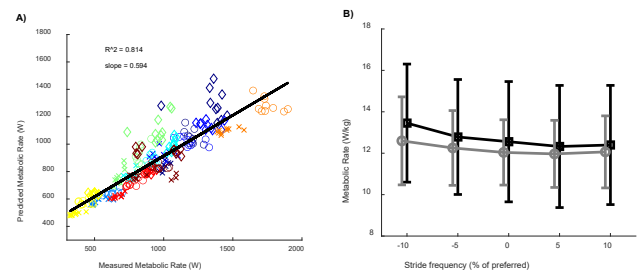 A)
1800
1600
1400
1200
1000
800
600
400
R^2 = 0.814
slope = 0.594
500
1000
1500
2000
Predicted Metabolic Rate (W)
Measured Metabolic Rate (W)
B)
18
16
14
12
10
8
-10
-5
0
5
10
Metabolic Rate (W/kg)
Stride frequency (% of preferred)